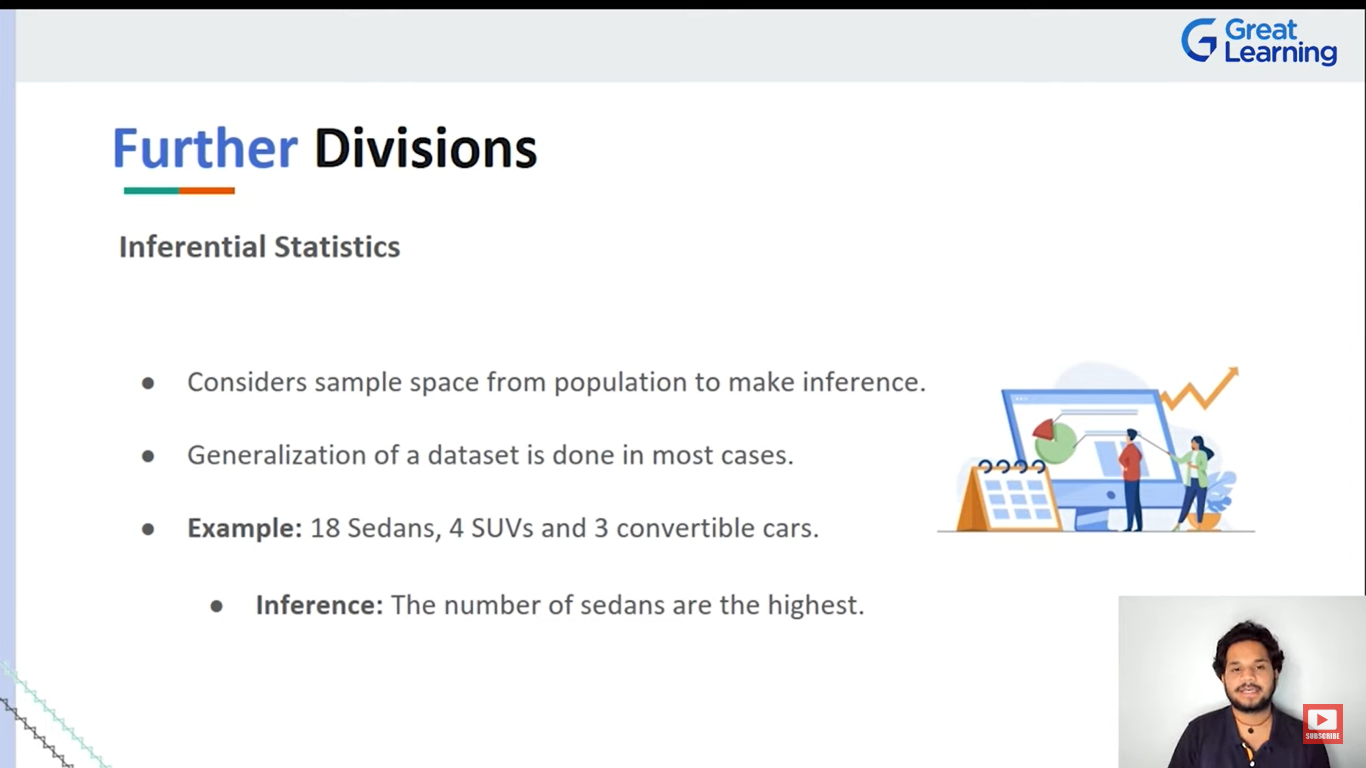 Great
Learning
Further Divisions
Inferential Statistics
● Considers sample space from population to make inference.
● Generalization of a dataset is done in most cases.
● Example: 18 Sedans, 4 SUVs and 3 convertible cars.
● Inference: The number of sedans are the highest.
SUBSCRIBE